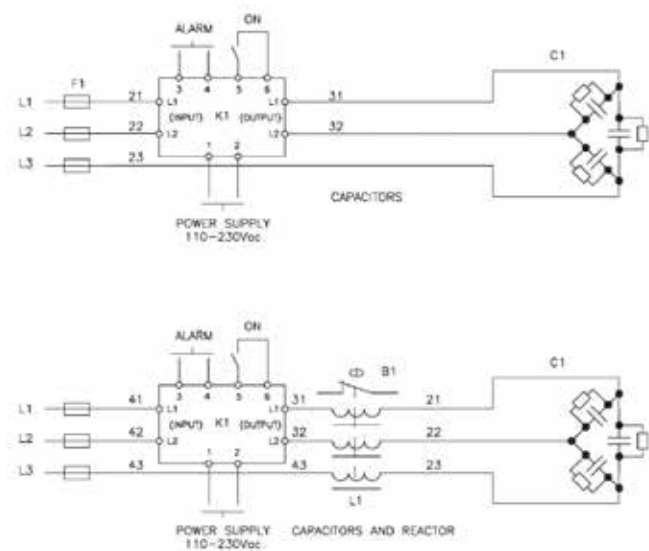 ON
ALARM
C1
F1
3 4 5 6
L1 21 L1 L1 31
(INPUT) K1 (OUTPUT)
L2 22 L2 L2 32
L3 23 1 2
CAPACITORS
POWER SUPPLY
110-230Vac
ON
ALARM
C1
3 4 5 6
B1
L1 41 L1 L1 31 21
(INPUT) K1 (OUTPUT)
L2 42 L2 L2 32 22
L3 43 1 2 43 23
L1
POWER SUPPLY CAPACITORS AND REACTOR
110-230Vac